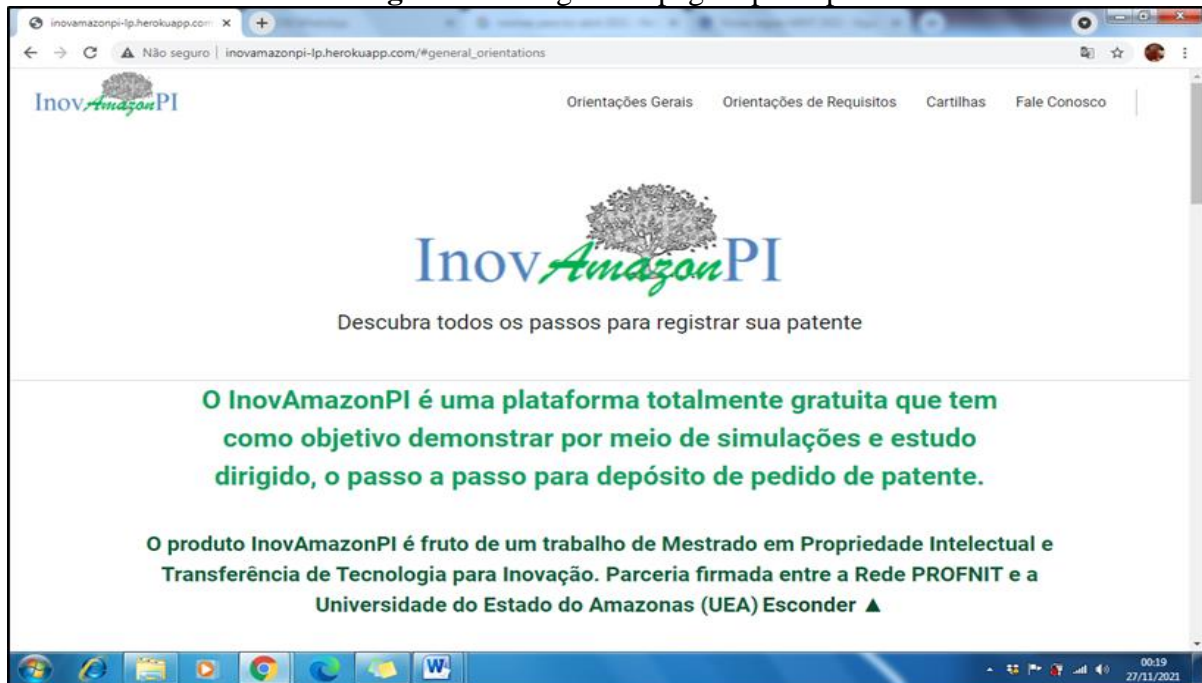 inovamazonpi-lp.herokuapp.com
Não seguro | inovamazonpi-lp.herokuapp.com/#general_orientations
InovAmazonPI
Orientações Gerais Orientações de Requisitos Cartilhas Fale Conosco
InovAmazonPI
Descubra todos os passos para registrar sua patente
O InovAmazonPI é uma plataforma totalmente gratuita que tem
como objetivo demonstrar por meio de simulações e estudo
dirigido, o passo a passo para depósito de pedido de patente.
O produto InovAmazonPI é fruto de um trabalho de Mestrado em Propriedade Intelectual e
Transferência de Tecnologia para Inovação. Parceria firmada entre a Rede PROFNIT e a
Universidade do Estado do Amazonas (UEA) Esconder ▲
00:19
27/11/2021